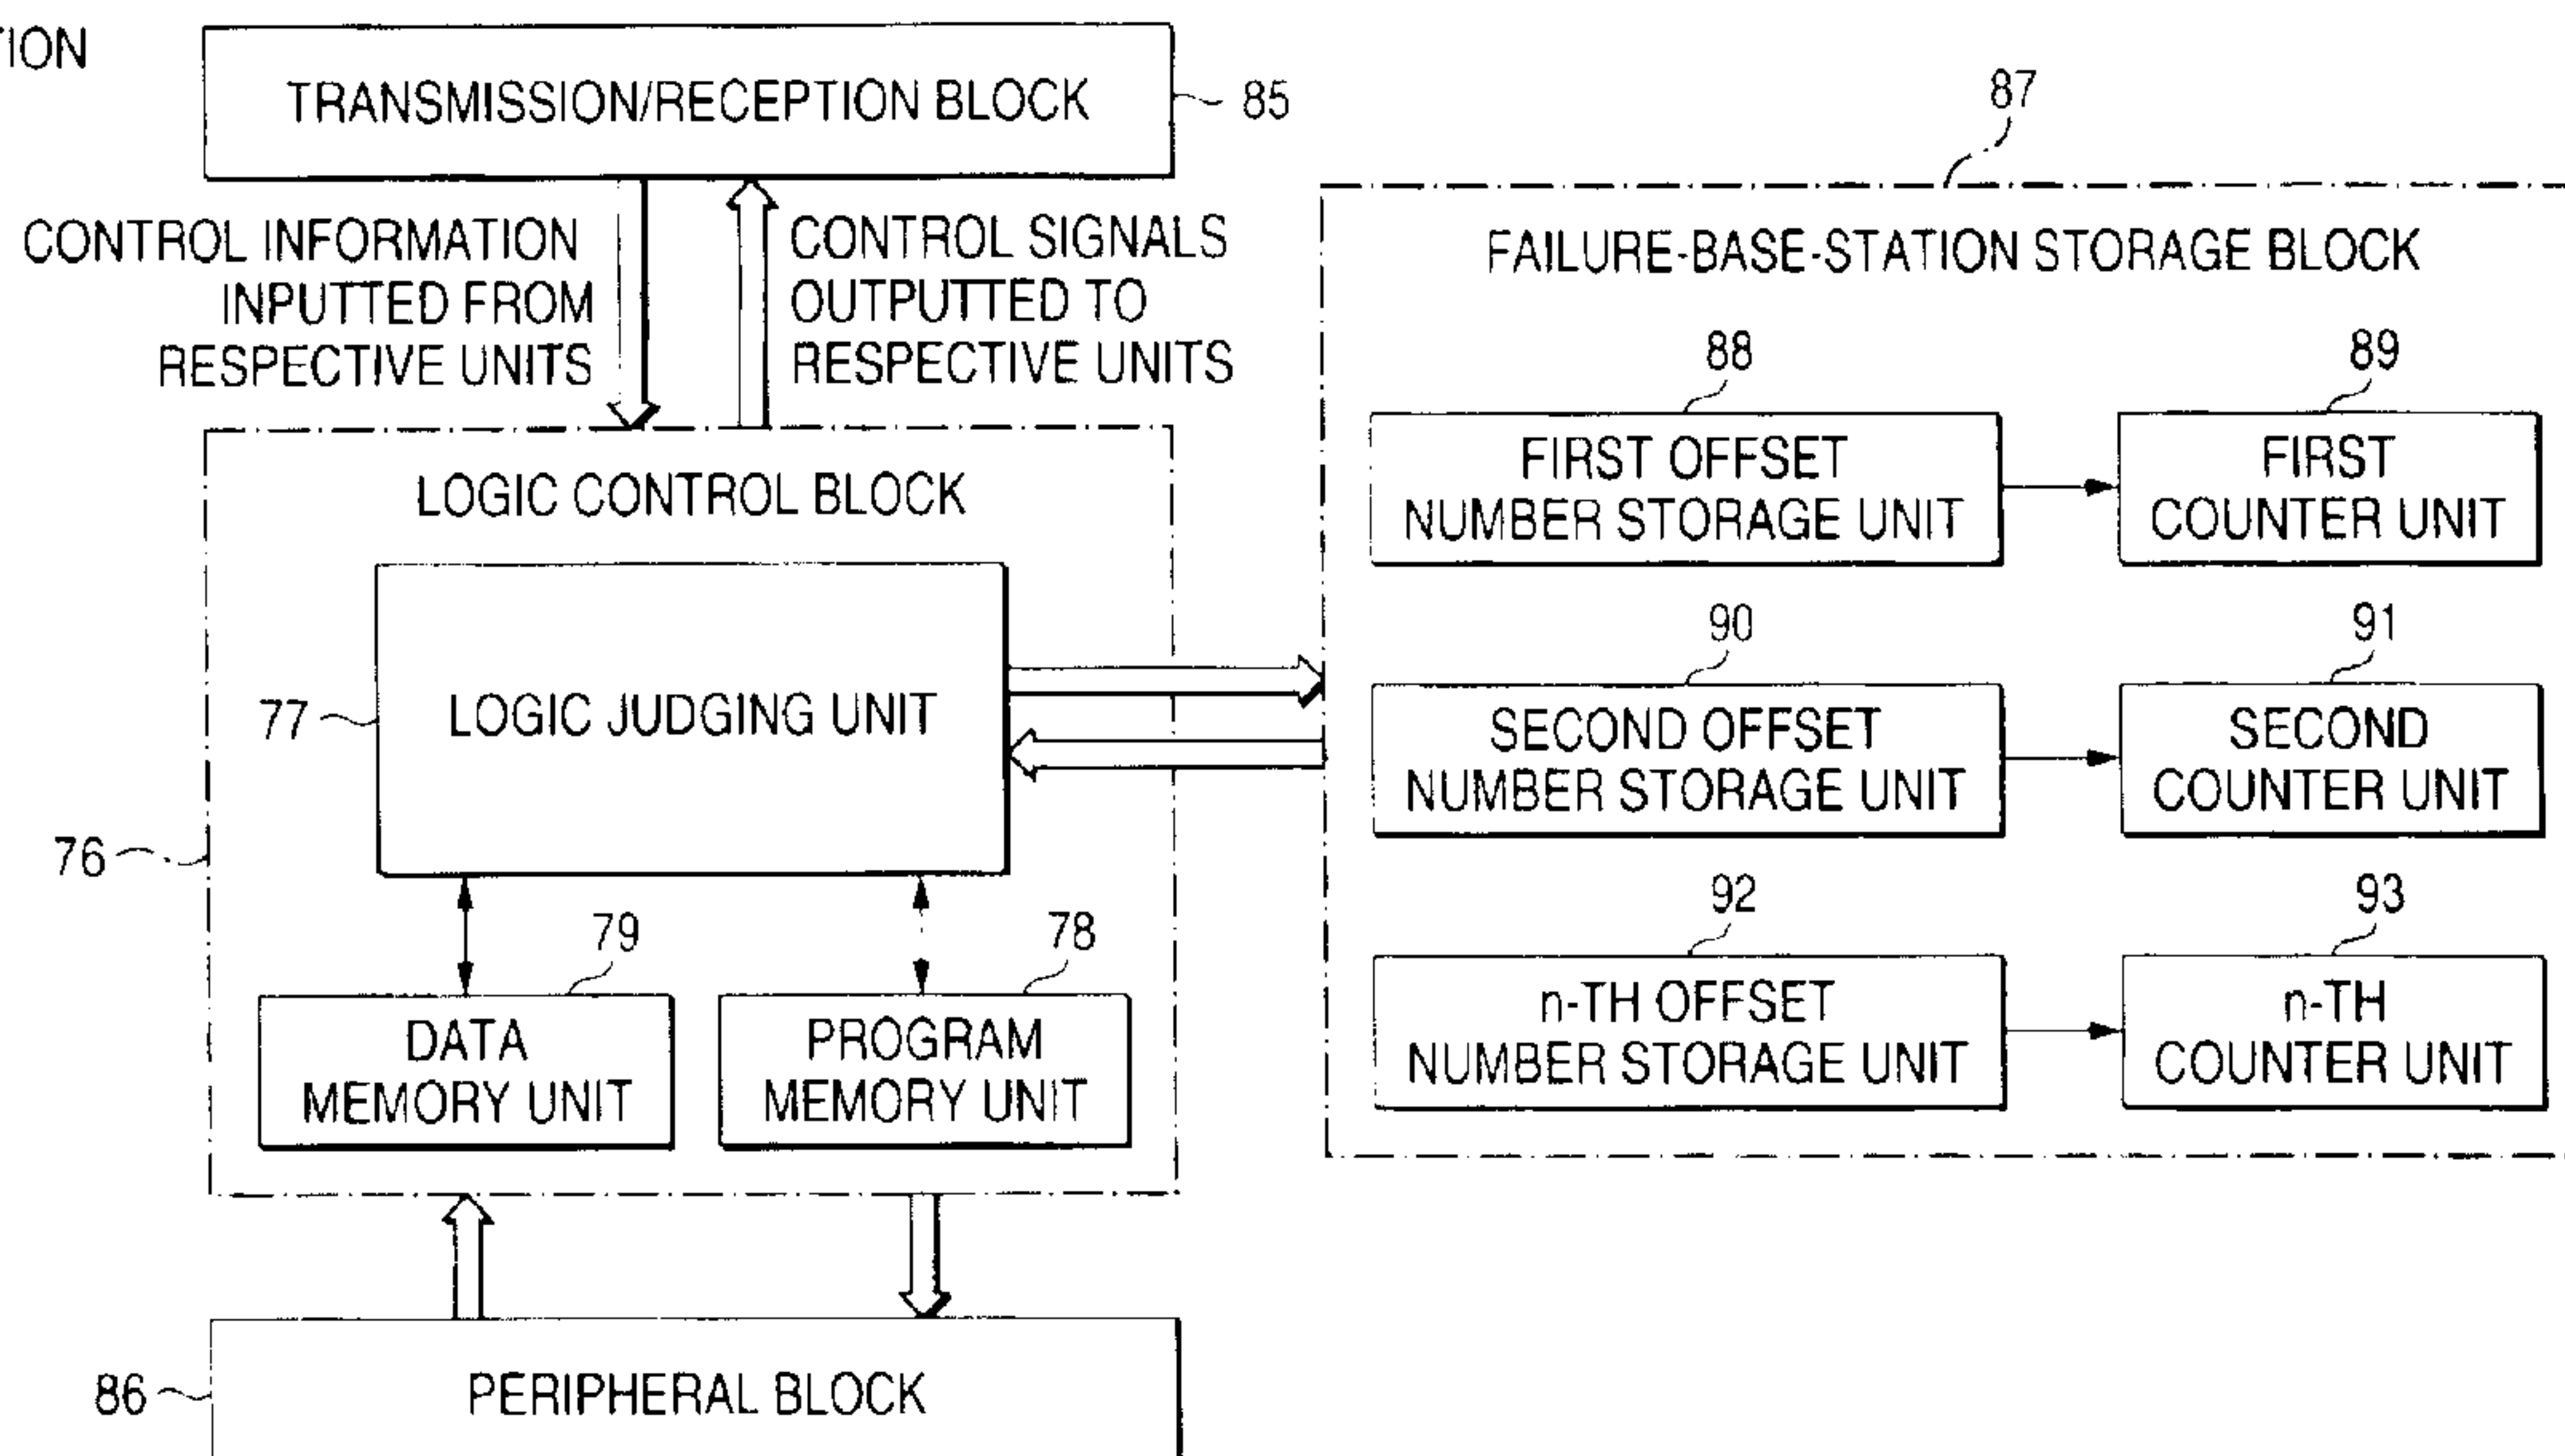 TION
TRANSMISSION/RECEPTION BLOCK
85
CONTROL INFORMATION
INPUTTED FROM
RESPECTIVE UNITS
CONTROL SIGNALS
OUTPUTTED TO
RESPECTIVE UNITS
LOGIC CONTROL BLOCK
77
LOGIC JUDGING UNIT
76
79
78
DATA
MEMORY UNIT
PROGRAM
MEMORY UNIT
86
PERIPHERAL BLOCK
87
FAILURE-BASE-STATION STORAGE BLOCK
88
89
FIRST OFFSET
NUMBER STORAGE UNIT
FIRST
COUNTER UNIT
90
91
SECOND OFFSET
NUMBER STORAGE UNIT
SECOND
COUNTER UNIT
92
93
n-TH OFFSET
NUMBER STORAGE UNIT
n-TH
COUNTER UNIT